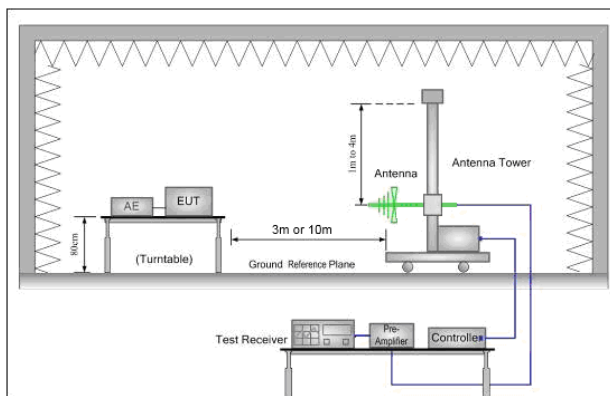 1m to 4m
Antenna
Antenna Tower
AE
EUT
3m or 10m
80cm
(Turntable)
Ground Reference Plane
Test Receiver
Pre-
Amplifier
Controller